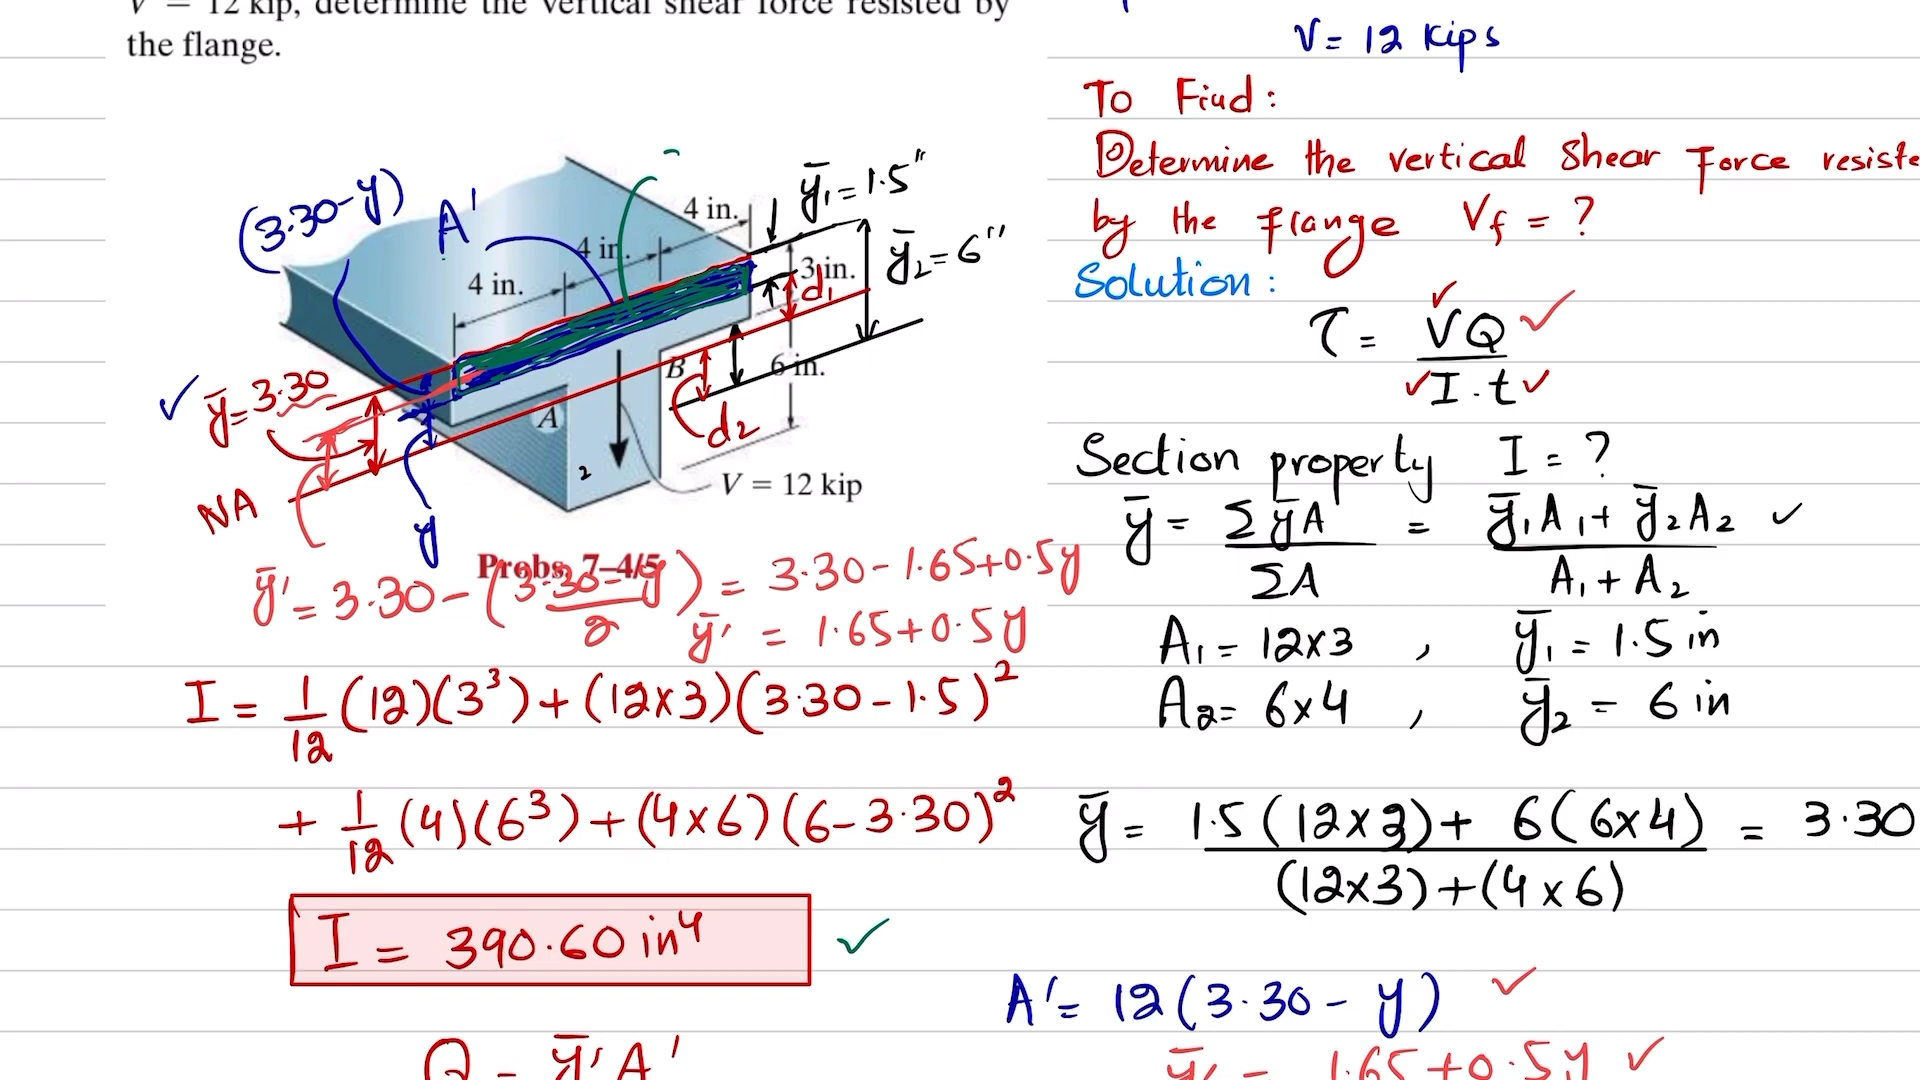 V = 12 kip, determine the vertical shear force resisted by
the flange.
V = 12 kips
To Find :
Determine the vertical Shear Force resiste
by the flange Vf = ?
Solution :
τ = VQ
I . t
Section property I = ?
ȳ = Σ ȳA = ȳ₁A₁ + ȳ₂A₂
ΣA A₁ + A₂
A₁ = 12x3 , ȳ₁ = 1.5 in
A₂ = 6x4 , ȳ₂ = 6 in
ȳ = 1.5 (12x3) + 6 (6x4) = 3.30
(12x3) + (4x6)
A' = 12 (3.30 - y)
ȳ' = 1.65 + 0.5y
(3.30 - y)
A'
4 in.
4 in.
4 in.
ȳ₁ = 1.5"
ȳ₂ = 6"
3 in.
d₁
B
6 in.
d₂
A
2
ȳ = 3.30
NA
y
V = 12 kip
Probs. 7–4/5
ȳ' = 3.30 - (3.30 - y) = 3.30 - 1.65 + 0.5y
2
ȳ' = 1.65 + 0.5y
I = 1 (12)(3³) + (12x3)(3.30 - 1.5)²
12
+ 1 (4)(6³) + (4x6)(6 - 3.30)²
12
I = 390.60 in⁴
Q = ȳ'A'